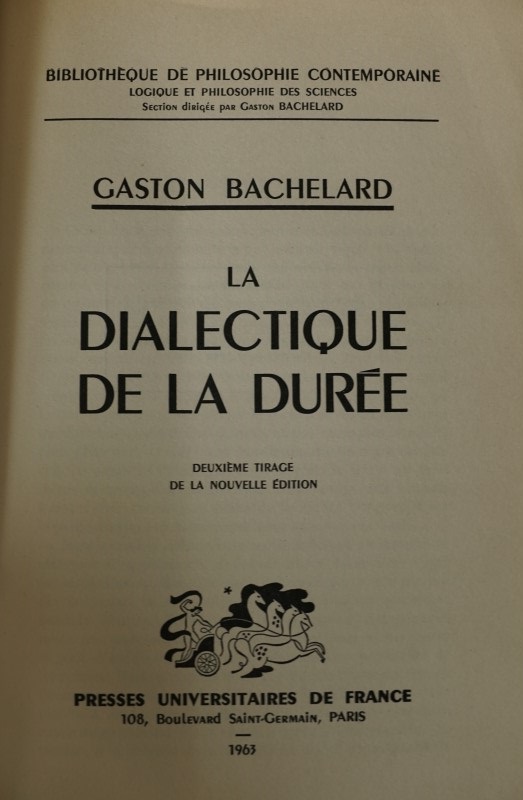 BIBLIOTHÈQUE DE PHILOSOPHIE CONTEMPORAINE
LOGIQUE ET PHILOSOPHIE DES SCIENCES
Section dirigée par Gaston BACHELARD
GASTON BACHELARD
LA
DIALECTIQUE
DE LA DURÉE
DEUXIÈME TIRAGE
DE LA NOUVELLE ÉDITION
PRESSES UNIVERSITAIRES DE FRANCE
108, Boulevard Saint-Germain, PARIS
1963